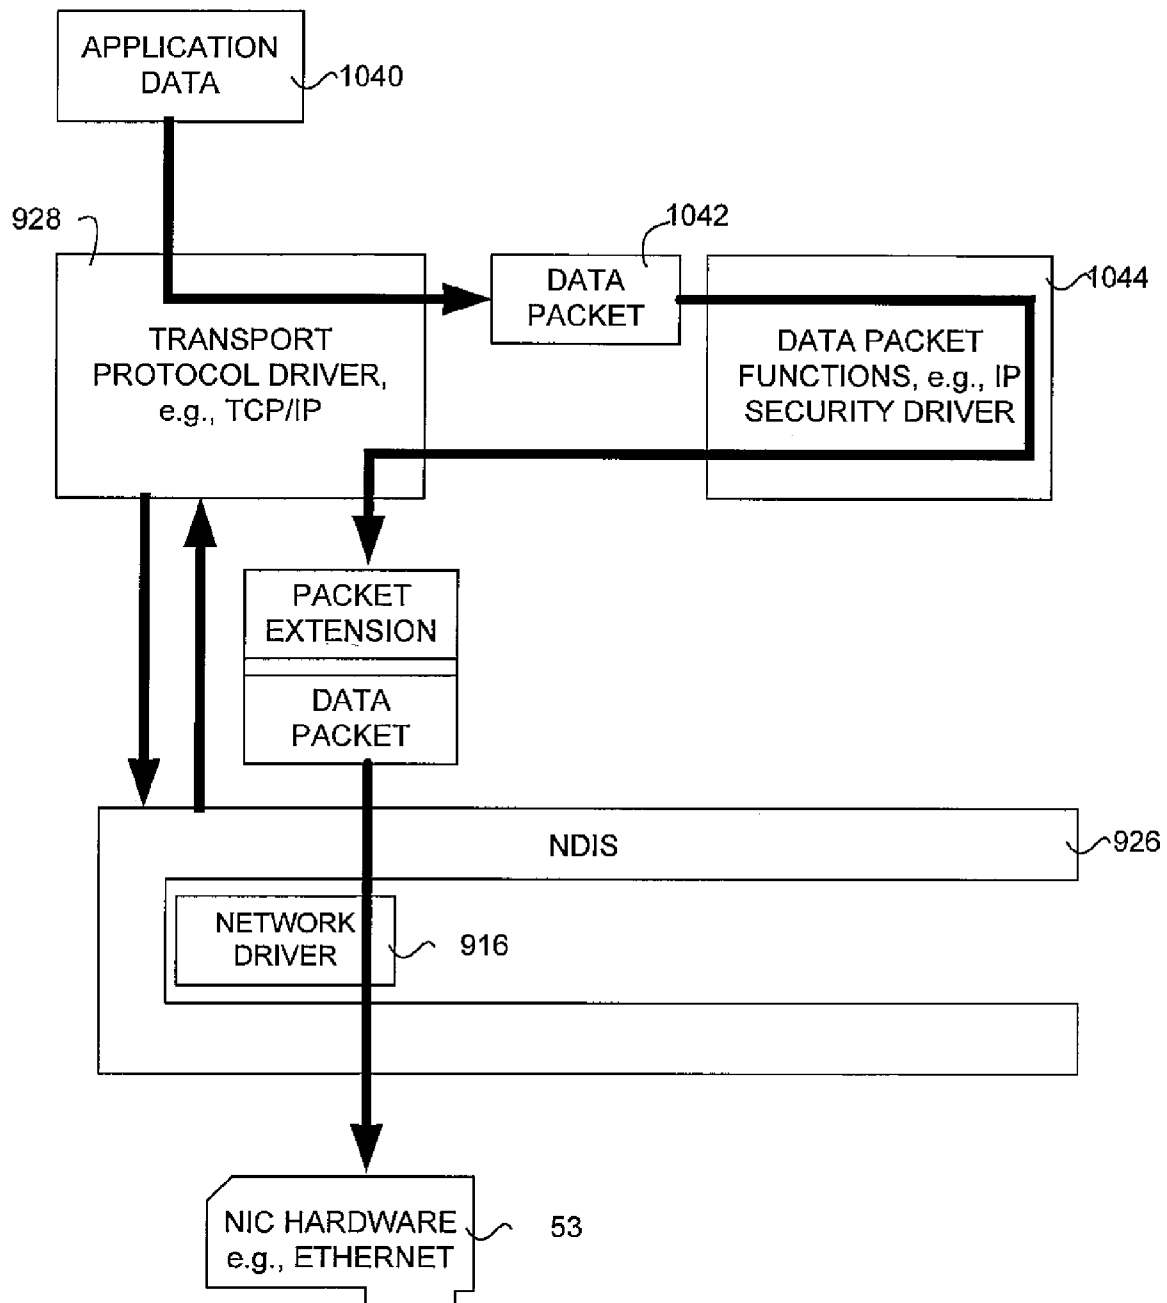 APPLICATION
DATA
1040
928
1042
DATA
PACKET
1044
TRANSPORT
PROTOCOL DRIVER,
e.g., TCP/IP
DATA PACKET
FUNCTIONS, e.g., IP
SECURITY DRIVER
PACKET
EXTENSION
DATA
PACKET
NDIS
926
NETWORK
DRIVER
916
NIC HARDWARE
e.g., ETHERNET
53